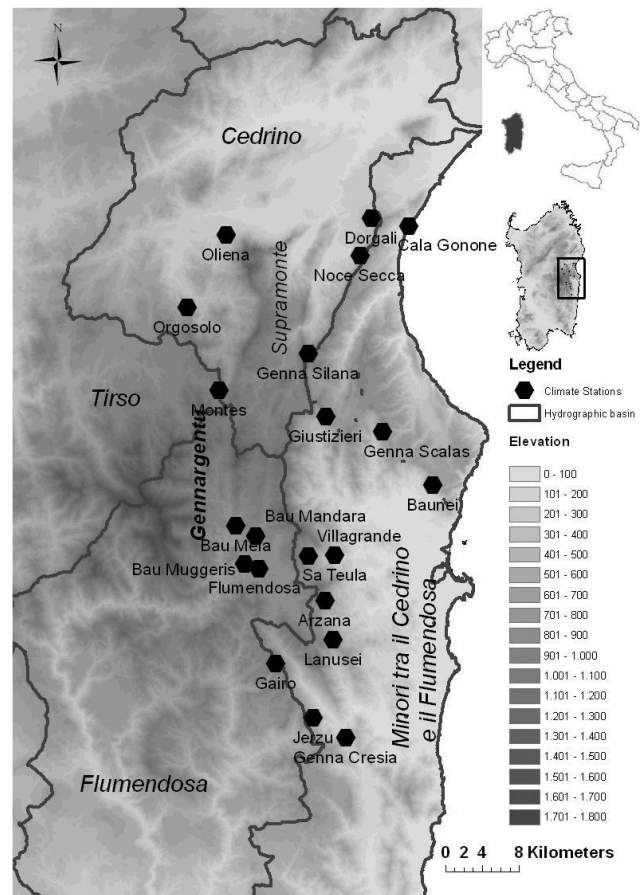 N
Cedrino
Dorgali
Cala Gonone
Oliena
Noce Secca
Supramonte
Orgosolo
Genna Silana
Tirso
Montes
Giustizieri
Genna Scalas
Gennargentu
Baunei
Bau Mandara
Bau Mela
Villagrande
Bau Muggeris
Sa Teula
Flumendosa
Arzana
Minori tra il Cedrino
e il Flumendosa
Lanusei
Gairo
Jerzu
Genna Cresia
Flumendosa
Legend
Climate Stations
Hydrographic basin
Elevation
0 - 100
101 - 200
201 - 300
301 - 400
401 - 500
501 - 600
601 - 700
701 - 800
801 - 900
901 - 1.000
1.001 - 1.100
1.101 - 1.200
1.201 - 1.300
1.301 - 1.400
1.401 - 1.500
1.501 - 1.600
1.601 - 1.700
1.701 - 1.800
0 2 4 8 Kilometers